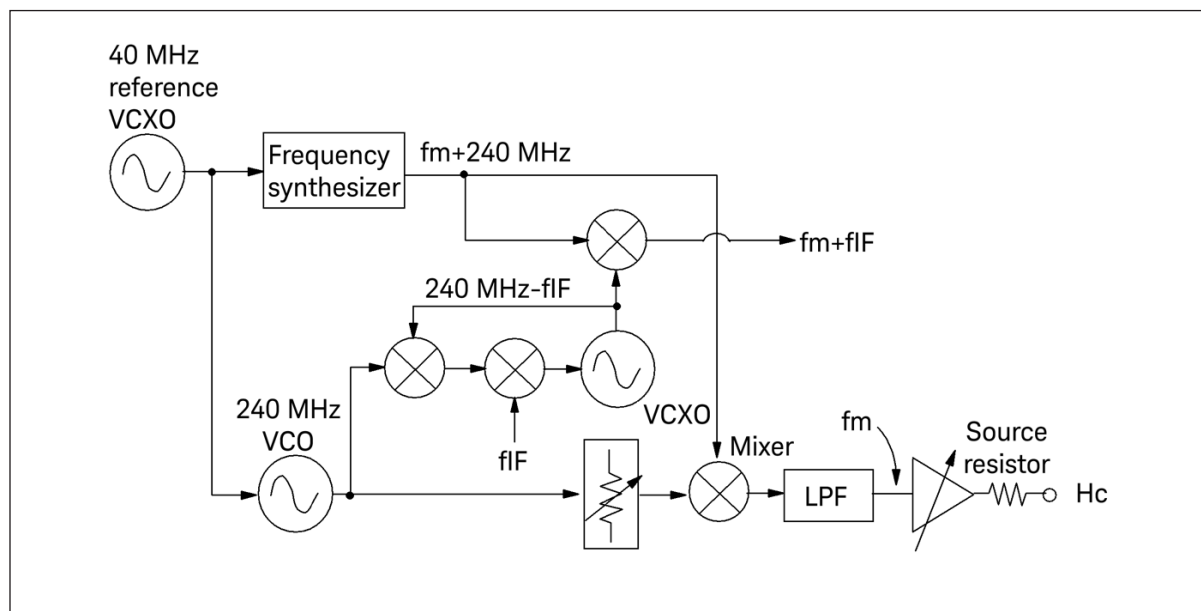 40 MHz
reference
VCXO
Frequency
synthesizer
fm+240 MHz
fm+fIF
240 MHz-fIF
240 MHz
VCO
fIF
VCXO
Mixer
fm
Source
resistor
LPF
Hc